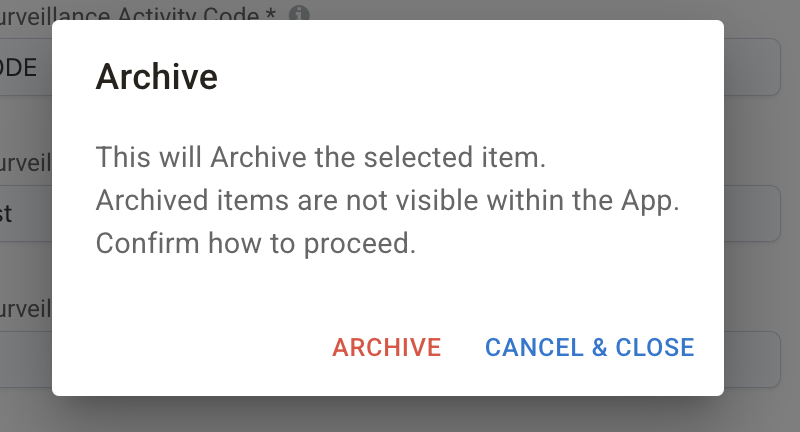 urveillance Activity Code *
ODE
Archive
This will Archive the selected item.
urveil
Archived items are not visible within the App.
st
Confirm how to proceed.
urveil
ARCHIVE CANCEL & CLOSE